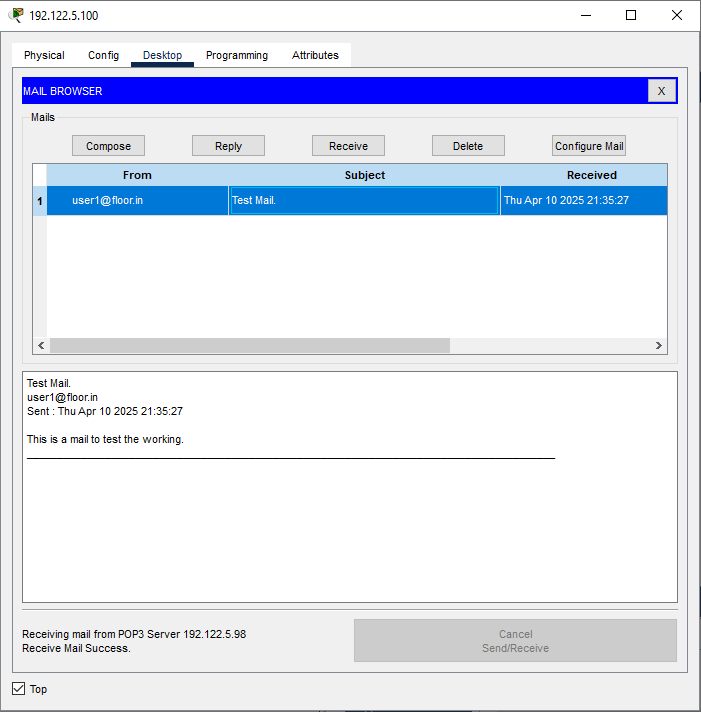 192.122.5.100
Physical Config Desktop Programming Attributes
MAIL BROWSER X
Mails
Compose Reply Receive Delete Configure Mail
From Subject Received
1 user1@floor.in Test Mail. Thu Apr 10 2025 21:35:27
Test Mail.
user1@floor.in
Sent : Thu Apr 10 2025 21:35:27
This is a mail to test the working.
Receiving mail from POP3 Server 192.122.5.98
Receive Mail Success.
Cancel
Send/Receive
Top